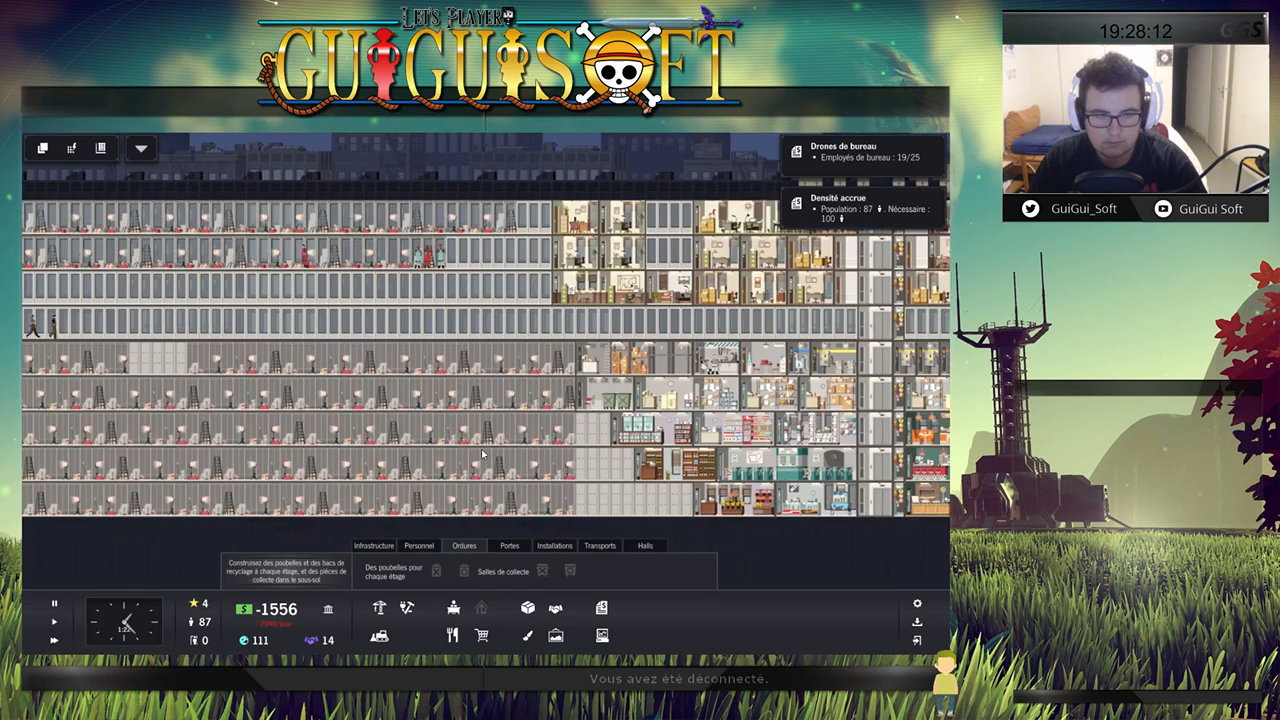 LET'S PLAYER
GUIGUISOFT
19:28:12
GGS
GuiGui_Soft
GuiGui Soft
Drones de bureau
• Employés de bureau : 19/25
Densité accrue
• Population : 87 . Nécessaire :
100
Infrastructure
Personnel
Ordures
Portes
Installations
Transports
Halls
Construisez des poubelles et des bacs de
recyclage à chaque étage, et des pièces de
collecte dans le sous-sol
Des poubelles pour
chaque étage
Salles de collecte
4
87
0
$ -1556
111
14
Vous avez été déconnecté.